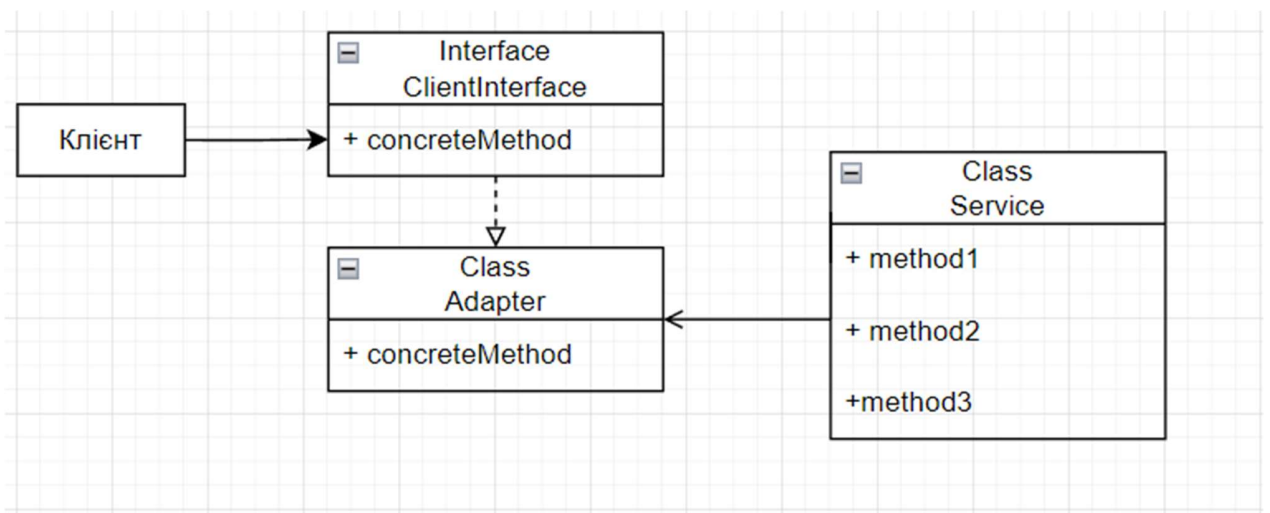 Interface
ClientInterface
Клієнт
+ concreteMethod
Class
Adapter
+ concreteMethod
Class
Service
+ method1
+ method2
+method3